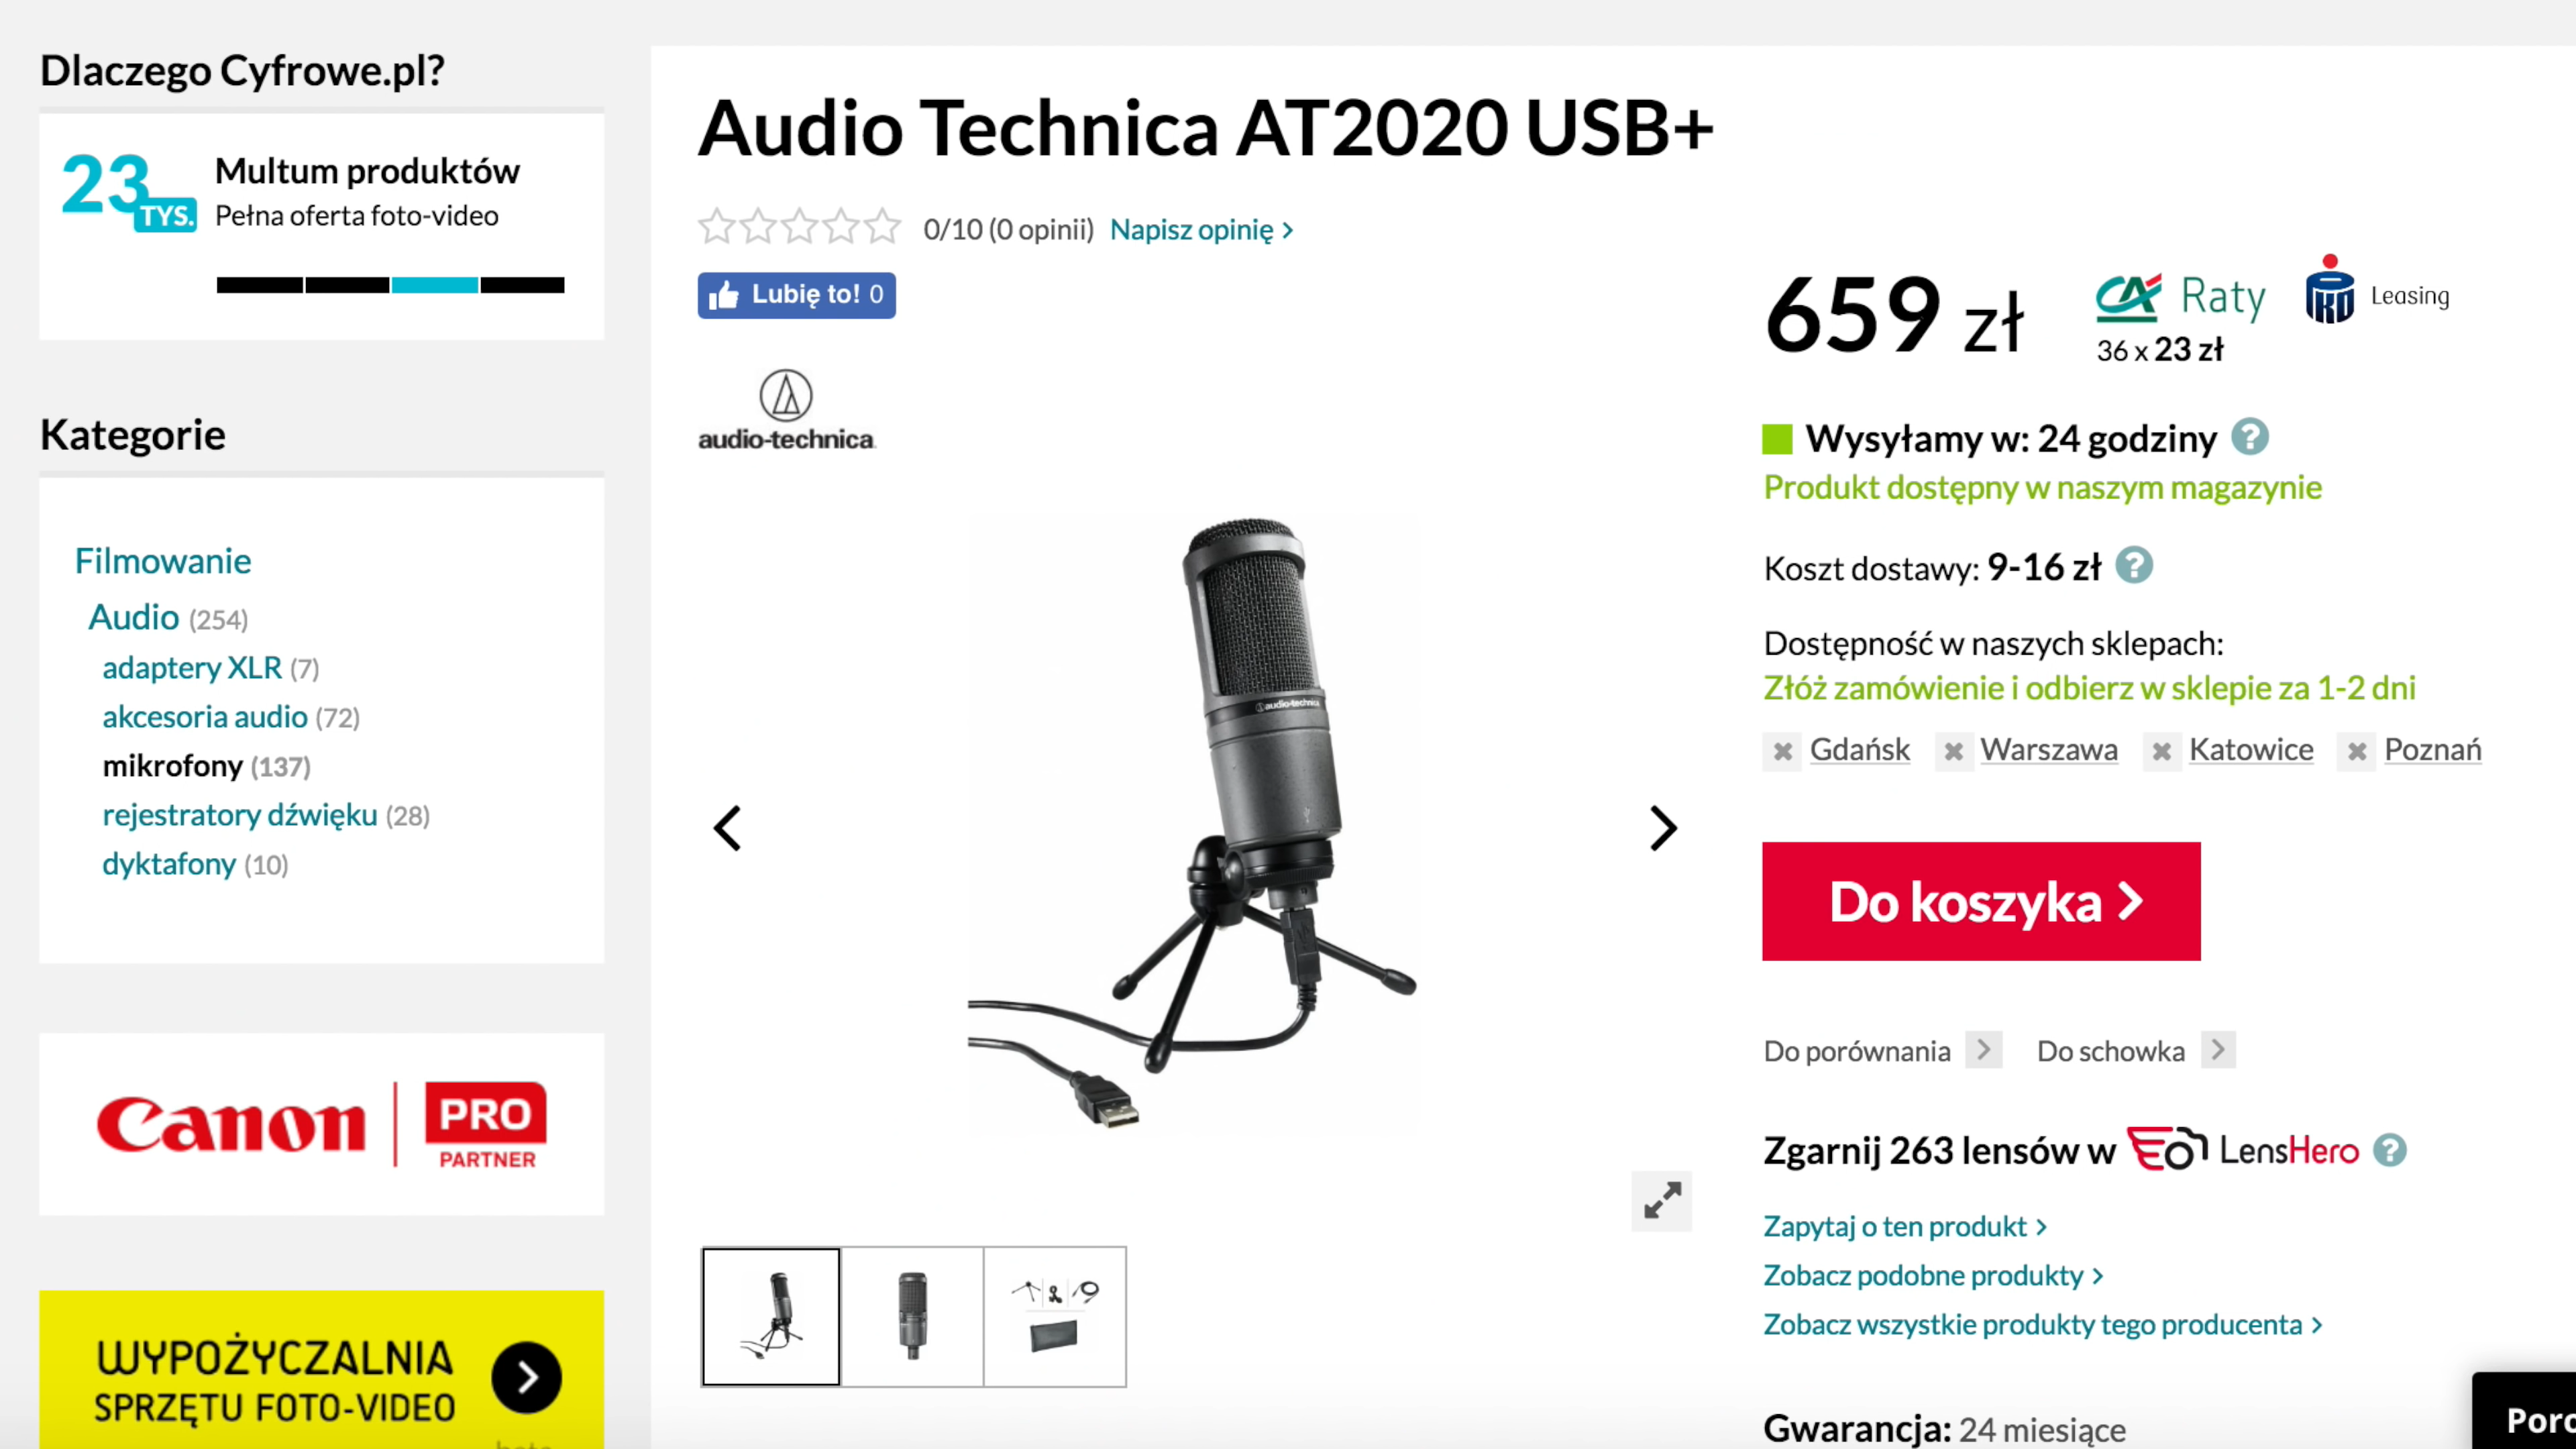 Dlaczego Cyfrowe.pl?
23 TYS.
Multum produktów
Pełna oferta foto-video
Kategorie
Filmowanie
Audio (254)
adaptery XLR (7)
akcesoria audio (72)
mikrofony (137)
rejestratory dźwięku (28)
dyktafony (10)
Canon PRO
PARTNER
WYPOŻYCZALNIA
SPRZĘTU FOTO-VIDEO
Audio Technica AT2020 USB+
0/10 (0 opinii) Napisz opinię >
Lubię to! 0
audio-technica
audio-technica
659 zł
CA Raty
36 x 23 zł
PKO Leasing
Wysyłamy w: 24 godziny ?
Produkt dostępny w naszym magazynie
Koszt dostawy: 9-16 zł ?
Dostępność w naszych sklepach:
Złóż zamówienie i odbierz w sklepie za 1-2 dni
Gdańsk Warszawa Katowice Poznań
Do koszyka >
Do porównania > Do schowka >
Zgarnij 263 lensów w LensHero ?
Zapytaj o ten produkt >
Zobacz podobne produkty >
Zobacz wszystkie produkty tego producenta >
Gwarancja: 24 miesiące